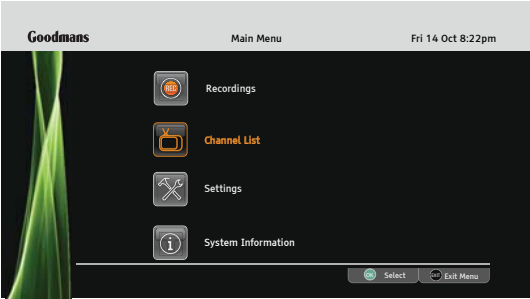 Goodmans Main Menu Fri 14 Oct 8:22pm
REC Recordings
Channel List
Settings
i System Information
OK Select EXIT Exit Menu